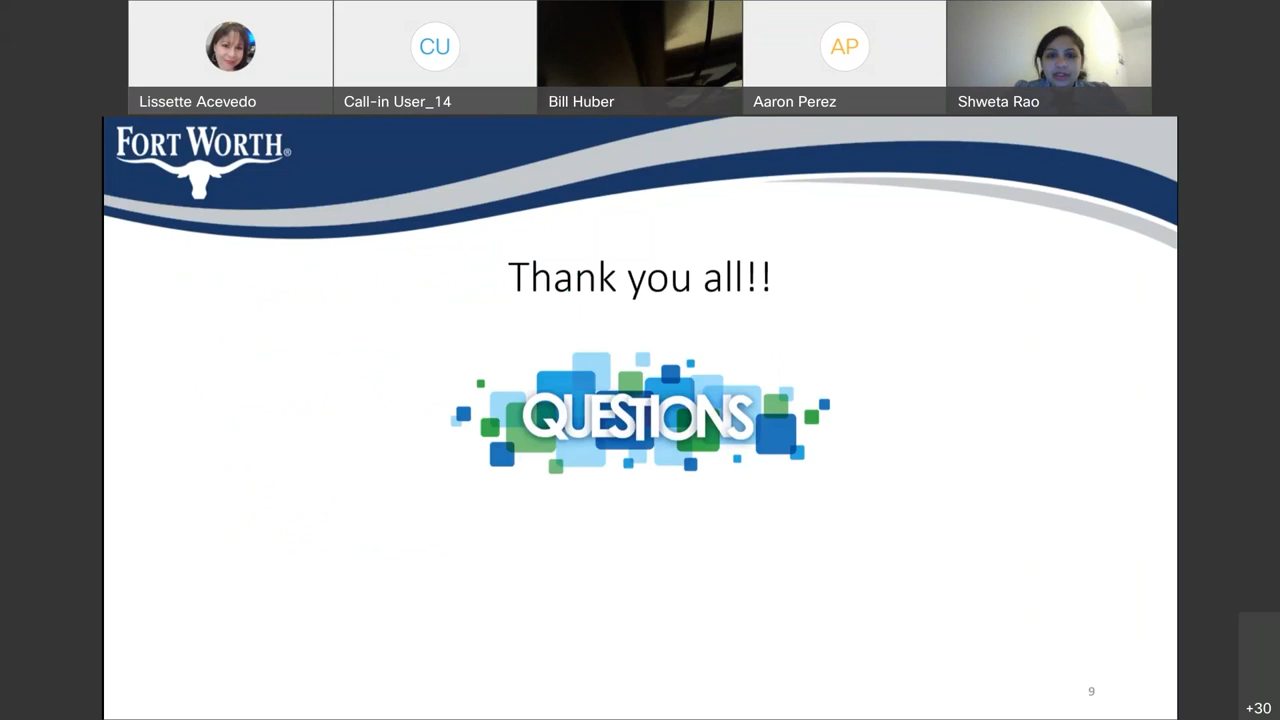 CU
AP
Lissette Acevedo
Call-in User_14
Bill Huber
Aaron Perez
Shweta Rao
FORT WORTH®
Thank you all!!
QUESTIONS
9
+30